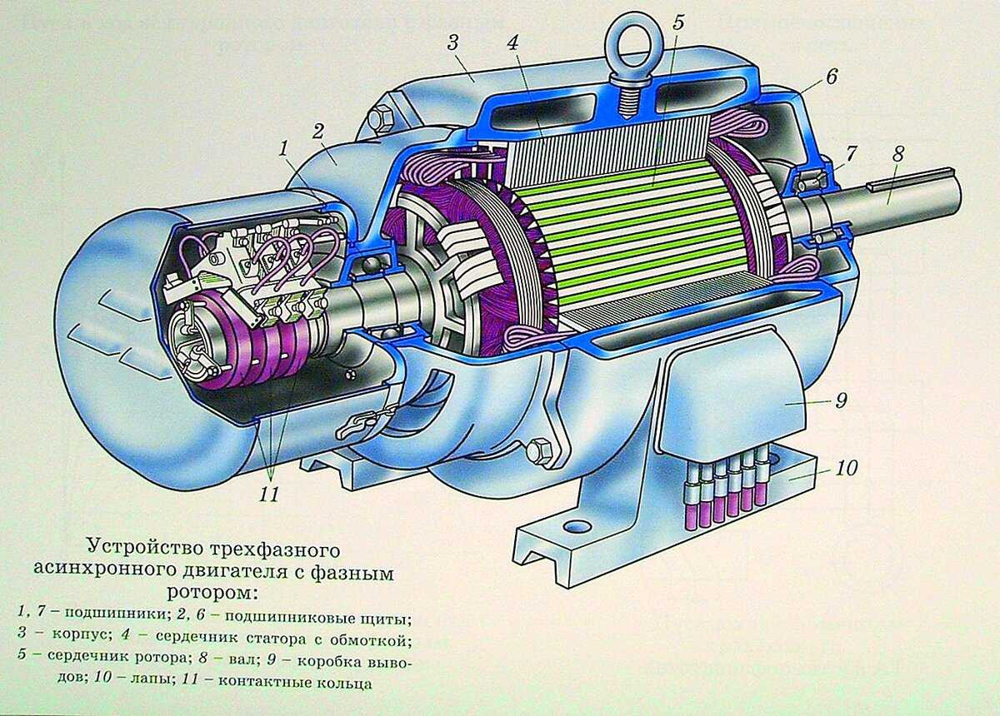 3
4
5
6
2
1
7
8
9
10
11
Устройство трехфазного
асинхронного двигателя с фазным
ротором:
1, 7 – подшипники; 2, 6 – подшипниковые щиты;
3 – корпус; 4 – сердечник статора с обмоткой;
5 – сердечник ротора; 8 – вал; 9 – коробка выво-
дов; 10 – лапы; 11 – контактные кольца